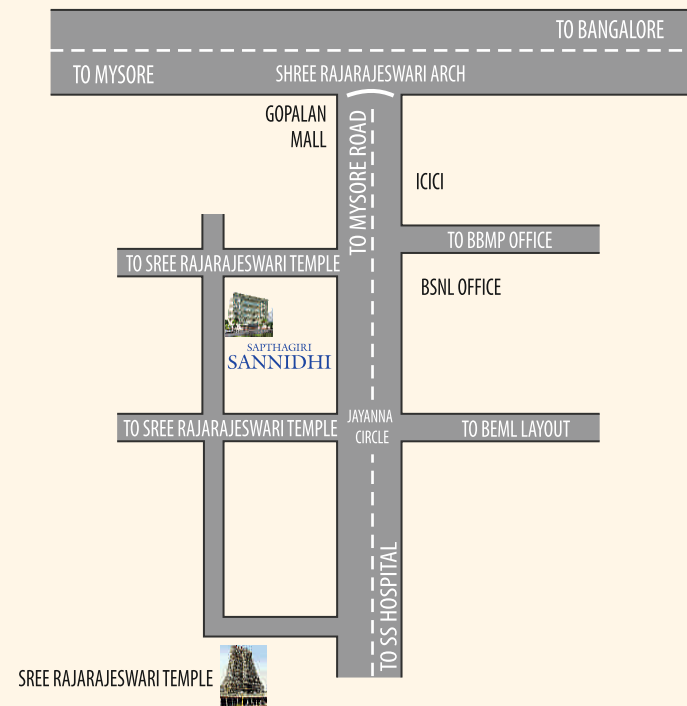 TO BANGALORE
TO MYSORE
SHREE RAJARAJESWARI ARCH
GOPALAN
MALL
TO MYSORE ROAD
ICICI
TO BBMP OFFICE
TO SREE RAJARAJESWARI TEMPLE
BSNL OFFICE
SAPTHAGIRI
SANNIDHI
TO SREE RAJARAJESWARI TEMPLE
JAYANNA
CIRCLE
TO BEML LAYOUT
TO SS HOSPITAL
SREE RAJARAJESWARI TEMPLE